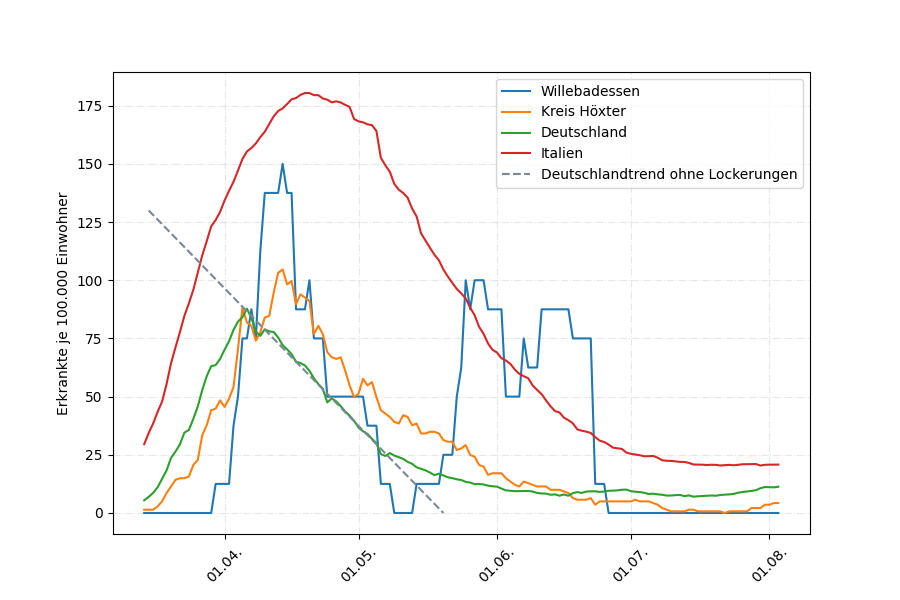 Erkrankte je 100.000 Einwohner
175
150
125
100
75
50
25
0
Willebadessen
Kreis Höxter
Deutschland
Italien
Deutschlandtrend ohne Lockerungen
01.04.
01.05.
01.06.
01.07.
01.08.